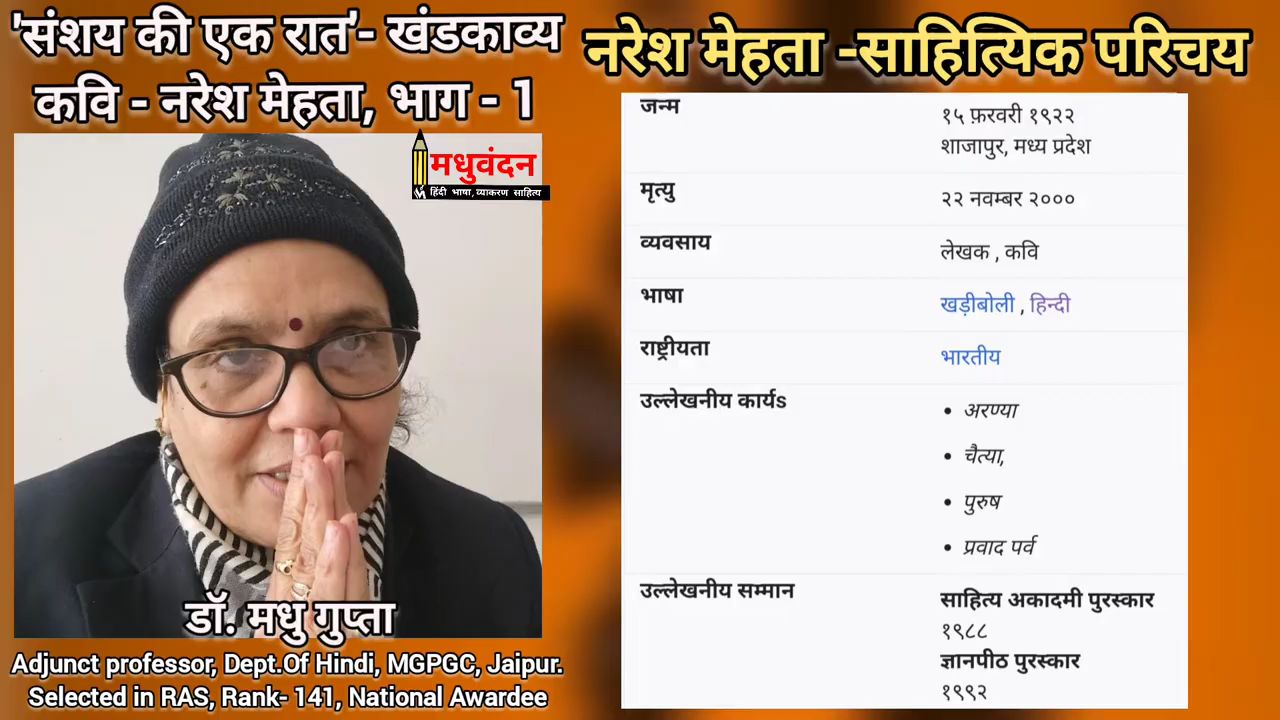 'संशय की एक रात'- खंडकाव्य
कवि - नरेश मेहता, भाग - 1
मधुवंदन
हिंदी भाषा, व्याकरण साहित्य
डॉ. मधु गुप्ता
Adjunct professor, Dept.Of Hindi, MGPGC, Jaipur.
Selected in RAS, Rank- 141, National Awardee
नरेश मेहता -साहित्यिक परिचय
जन्म १५ फ़रवरी १९२२
शाजापुर, मध्य प्रदेश
मृत्यु २२ नवम्बर २०००
व्यवसाय लेखक , कवि
भाषा खड़ीबोली , हिन्दी
राष्ट्रीयता भारतीय
उल्लेखनीय कार्यs • अरण्या
• चैत्या,
• पुरुष
• प्रवाद पर्व
उल्लेखनीय सम्मान साहित्य अकादमी पुरस्कार
१९८८
ज्ञानपीठ पुरस्कार
१९९२